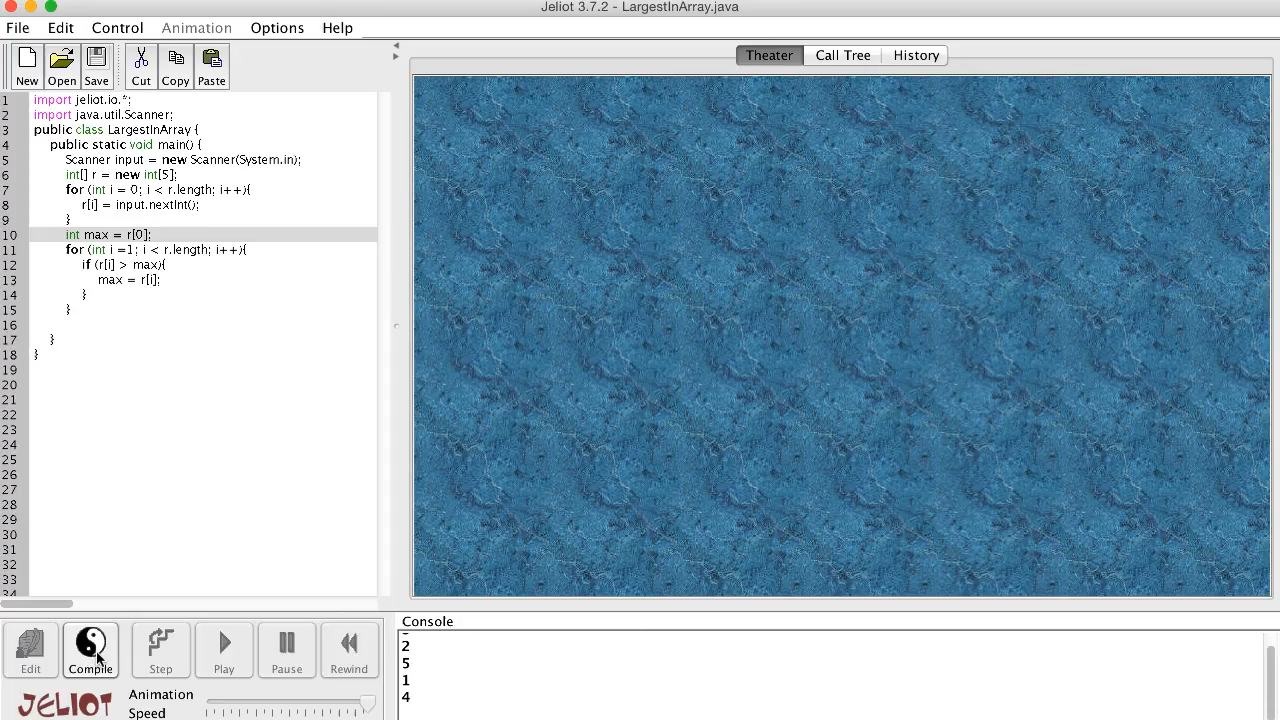 Jeliot 3.7.2 - LargestInArray.java
File Edit Control Animation Options Help
New Open Save Cut Copy Paste
Theater Call Tree History
1 import jeliot.io.*;
2 import java.util.Scanner;
3 public class LargestInArray {
4 public static void main() {
5 Scanner input = new Scanner(System.in);
6 int[] r = new int[5];
7 for (int i = 0; i < r.length; i++){
8 r[i] = input.nextInt();
9 }
10 int max = r[0];
11 for (int i =1; i < r.length; i++){
12 if (r[i] > max){
13 max = r[i];
14 }
15 }
16
17 }
18 }
19
20
21
22
23
24
25
26
27
28
29
30
31
32
33
34
Edit Compile Step Play Pause Rewind
JELIOT
Animation
Speed
Console
2
5
1
4